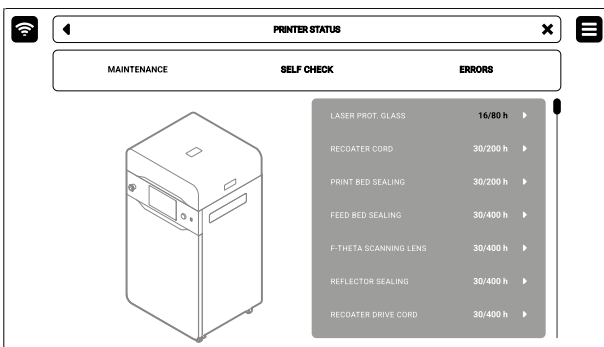 PRINTER STATUS
MAINTENANCE SELF CHECK ERRORS
LASER PROT. GLASS 16/80 h
RECOATER CORD 30/200 h
PRINT BED SEALING 30/200 h
FEED BED SEALING 30/400 h
F-THETA SCANNING LENS 30/400 h
REFLECTOR SEALING 30/400 h
RECOATER DRIVE CORD 30/400 h